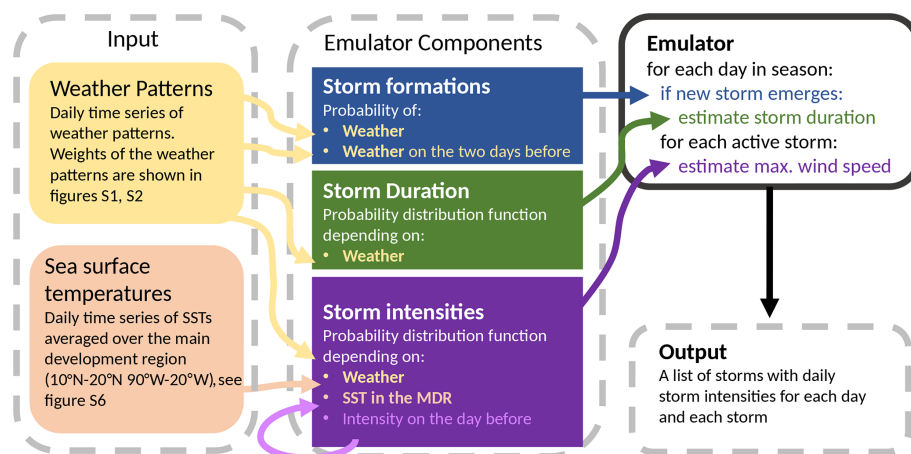 Input
Weather Patterns
Daily time series of
weather patterns.
Weights of the weather
patterns are shown in
figures S1, S2
Sea surface
temperatures
Daily time series of SSTs
averaged over the main
development region
(10°N-20°N 90°W-20°W), see
figure S6
Emulator Components
Storm formations
Probability of:
• Weather
• Weather on the two days before
Storm Duration
Probability distribution function
depending on:
• Weather
Storm intensities
Probability distribution function
depending on:
• Weather
• SST in the MDR
• Intensity on the day before
Emulator
for each day in season:
if new storm emerges:
estimate storm duration
for each active storm:
estimate max. wind speed
Output
A list of storms with daily
storm intensities for each day
and each storm